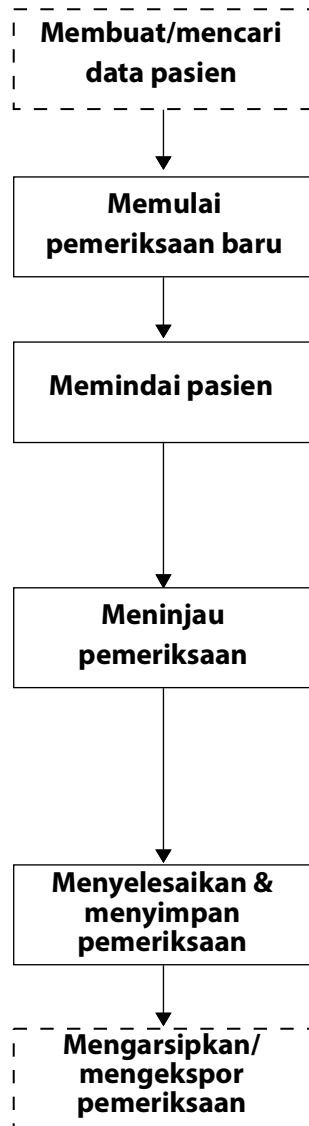 Membuat/mencari
data pasien
Memulai
pemeriksaan baru
Memindai pasien
Meninjau
pemeriksaan
Menyelesaikan &
menyimpan
pemeriksaan
Mengarsipkan/
mengekspor
pemeriksaan